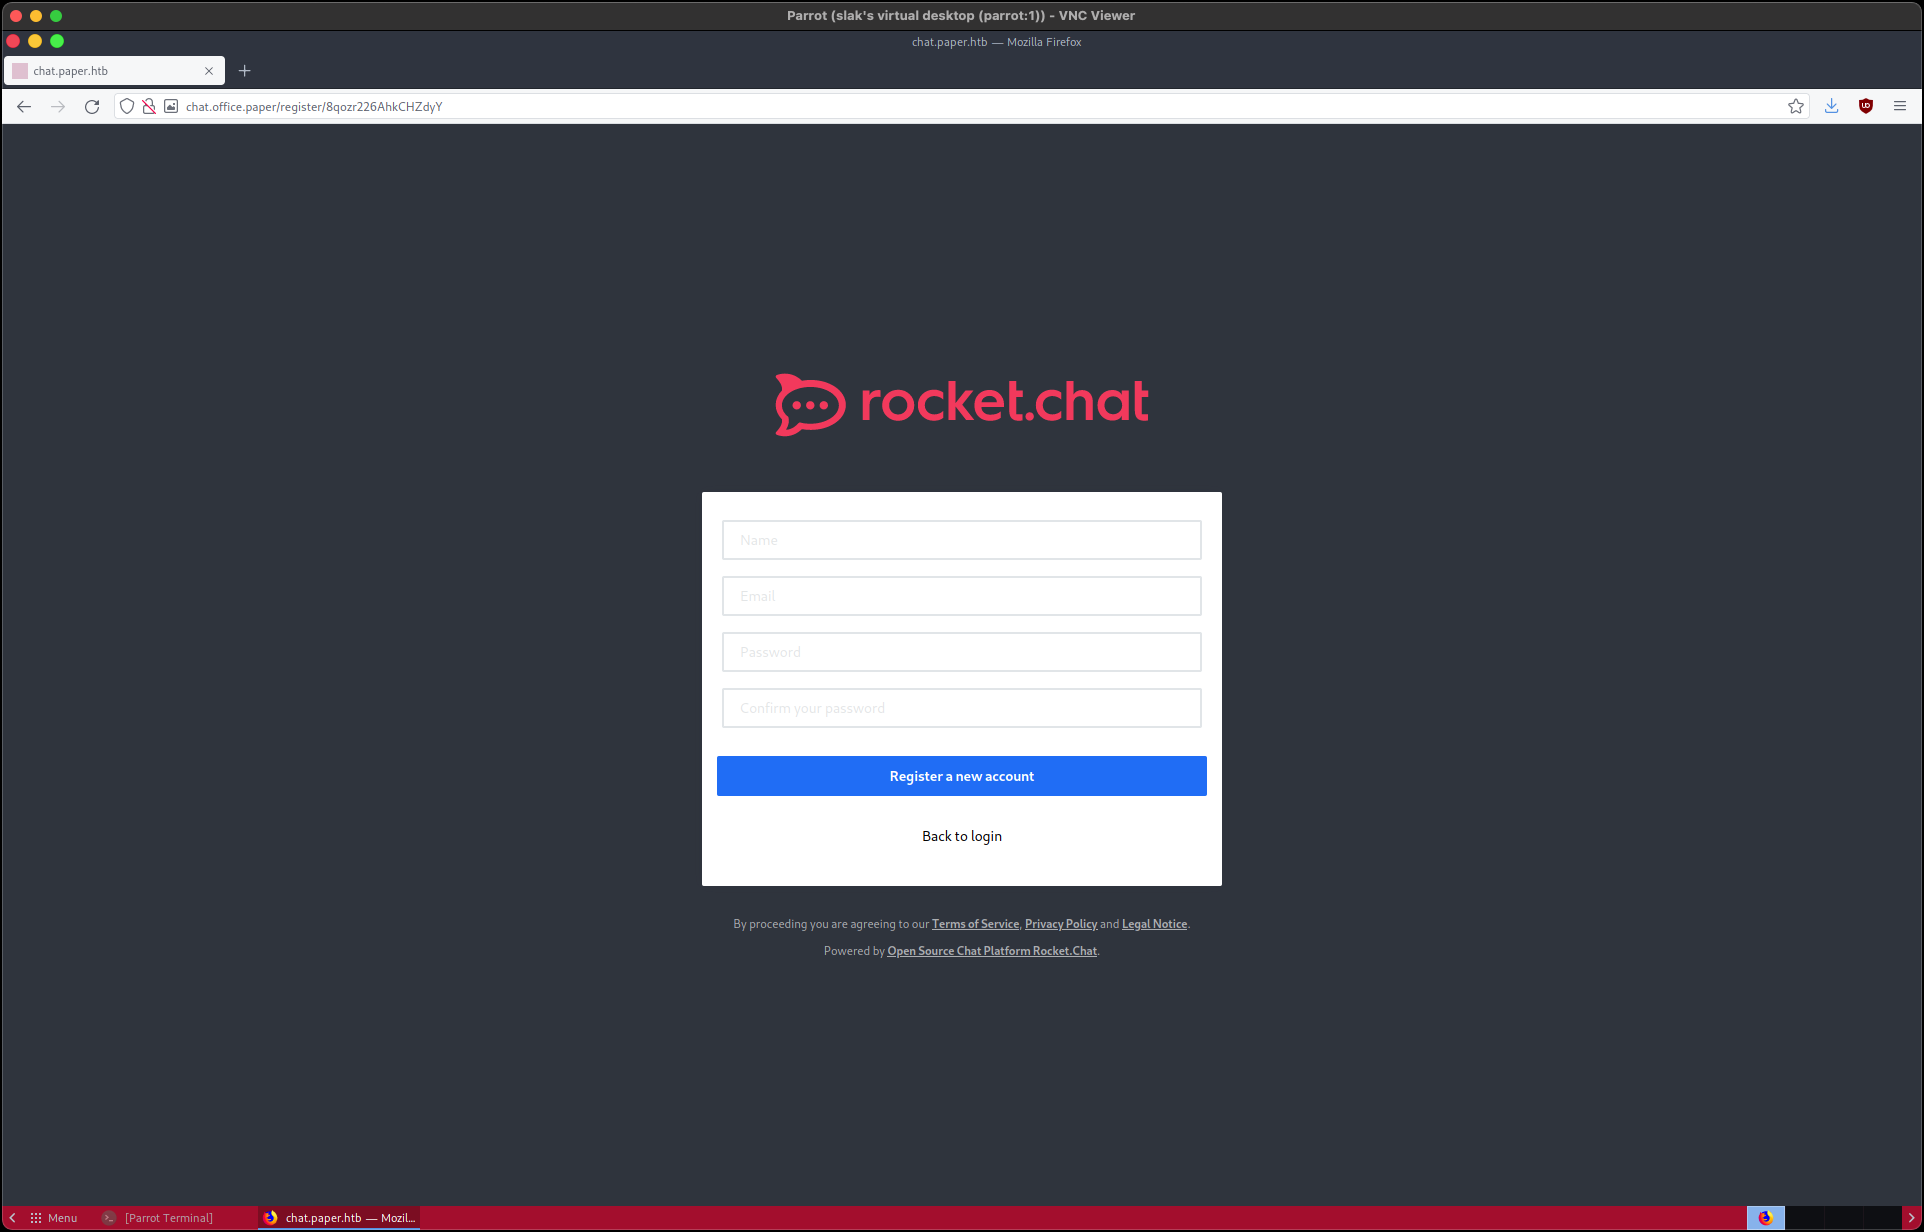 Parrot (slak's virtual desktop (parrot:1)) - VNC Viewer
chat.paper.htb — Mozilla Firefox
chat.paper.htb
chat.office.paper/register/8qozr226AhkCHZdyY
rocket.chat
Name
Email
Password
Confirm your password
Register a new account
Back to login
By proceeding you are agreeing to our Terms of Service, Privacy Policy and Legal Notice.
Powered by Open Source Chat Platform Rocket.Chat.
Menu [Parrot Terminal] chat.paper.htb — Mozil...